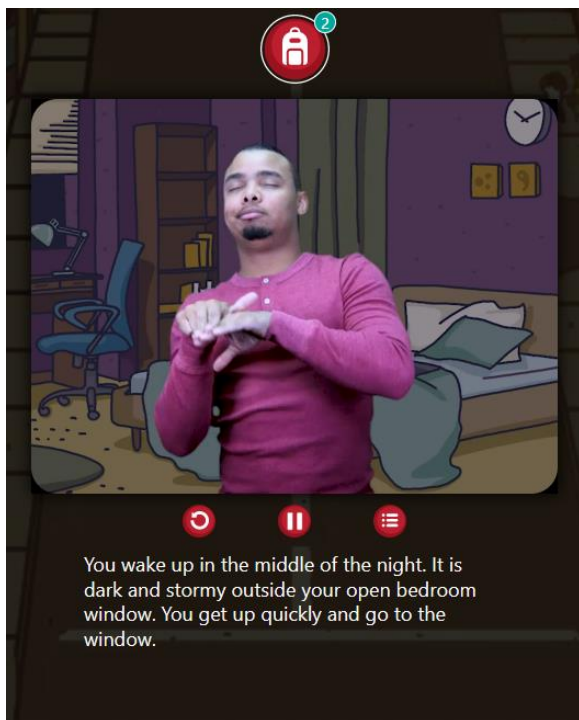 2
You wake up in the middle of the night. It is
dark and stormy outside your open bedroom
window. You get up quickly and go to the
window.